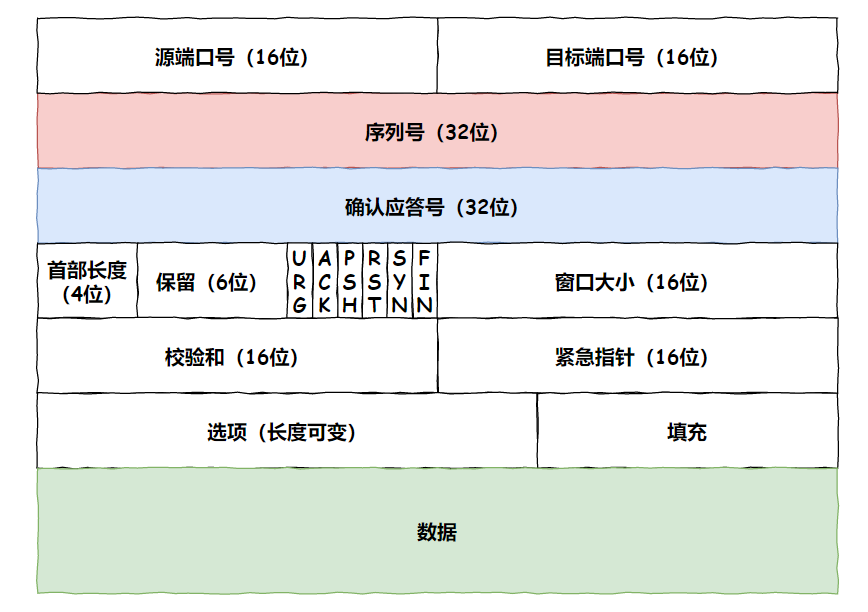 源端口号（16位）
目标端口号（16位）
序列号（32位）
确认应答号（32位）
首部长度
（4位）
保留（6位）
URG
ACK
PSH
RST
SYN
FIN
窗口大小（16位）
校验和（16位）
紧急指针（16位）
选项（长度可变）
填充
数据